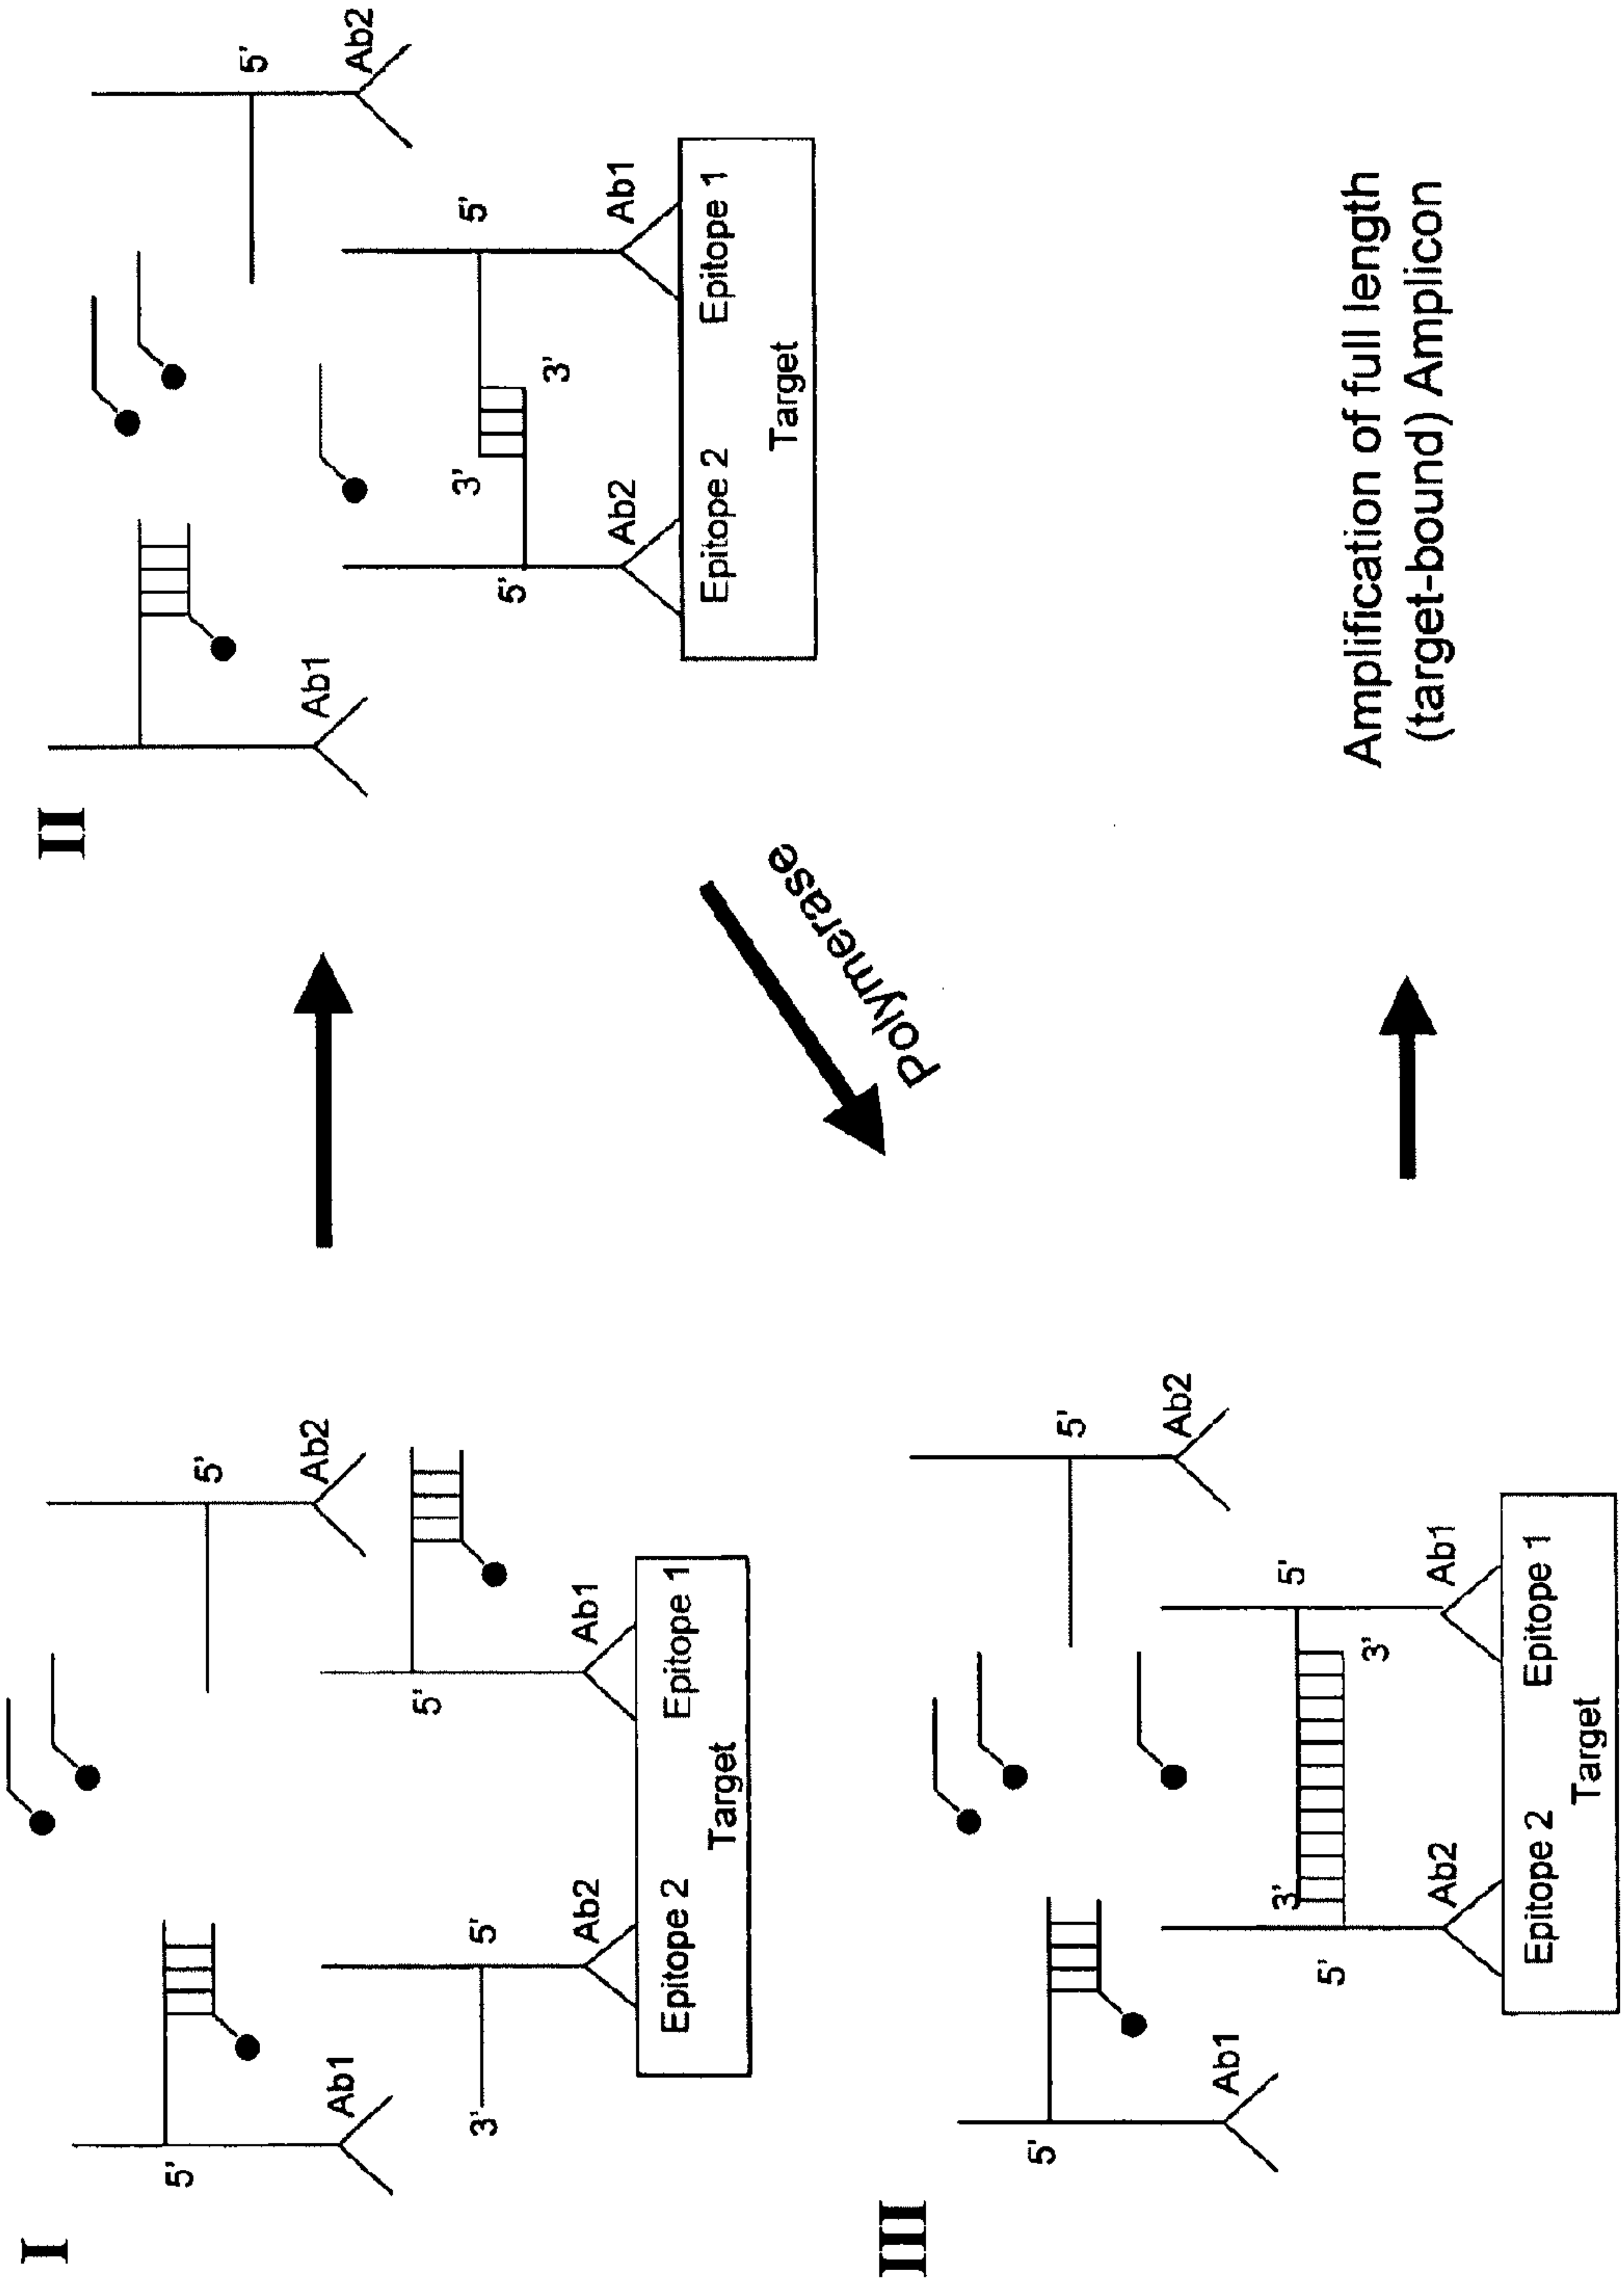 I
5'
Ab1
3'
5'
Ab2
5'
Ab2
5'
Ab1
Epitope 2
Epitope 1
Target
II
Ab1
5'
Ab2
3'
3'
5'
5'
Ab2
Ab1
Epitope 2
Epitope 1
Target
Polymerase
III
5'
Ab1
5'
Ab2
3'
5'
3'
5'
Ab2
Ab1
Epitope 2
Epitope 1
Target
Amplification of full length
(target-bound) Amplicon